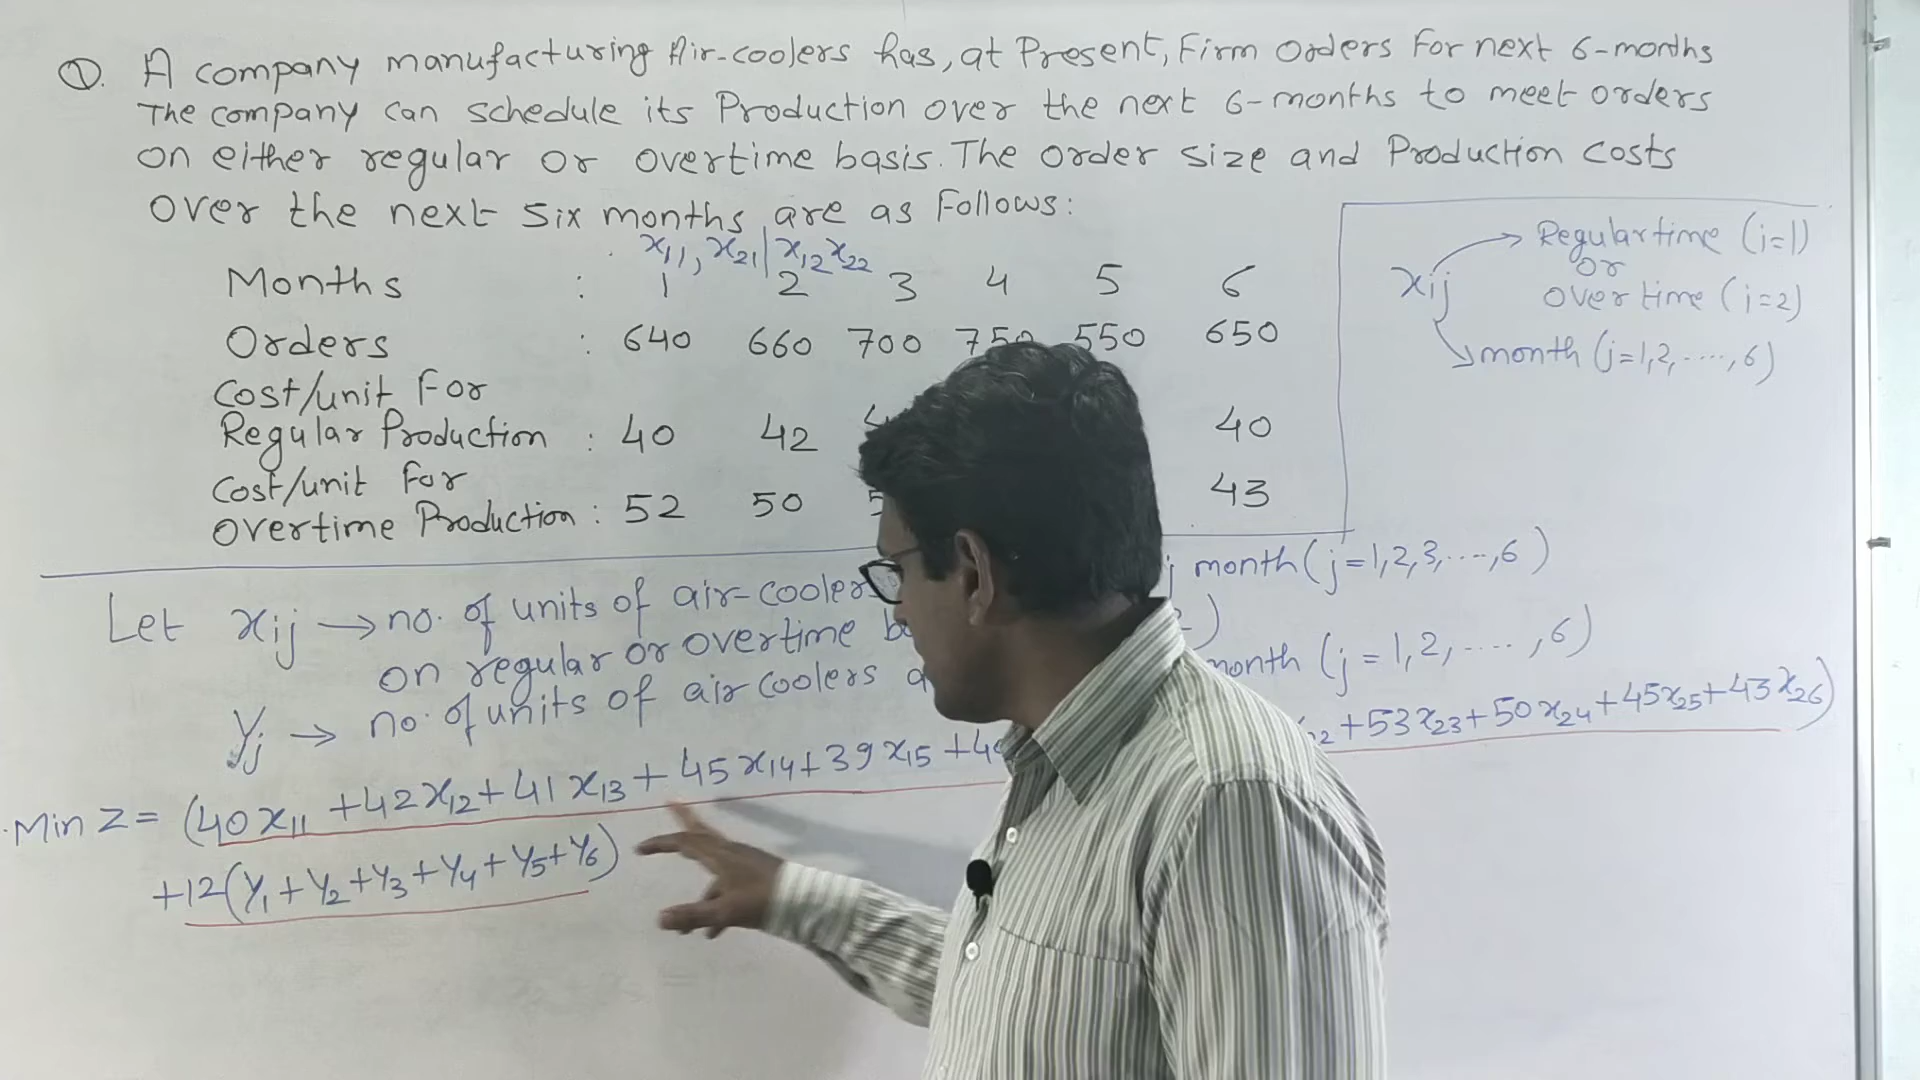 ①. A company manufacturing Air-coolers has, at Present, Firm Orders For next 6-months
The company can schedule its Production over the next 6-months to meet orders
on either regular or overtime basis. The order size and Production costs
over the next six months are as Follows:
x11, x21 | x12 x22
Months : 1 2 3 4 5 6
Orders : 640 660 700 750 550 650
Cost/unit For
Regular Production : 40 42 40
Cost/unit For
Overtime Production : 52 50 43
xij → Regular time (i=1)
or
over time (i=2)
month (j=1,2,....,6)
Let xij → no. of units of air-coolers j month (j=1,2,3,....,6)
on regular or overtime
Yj → no. of units of air coolers month (j=1,2,....,6)
Min Z = (40x11 + 42x12 + 41x13 + 45x14 + 39x15 + +53x23 + 50x24 + 45x25 + 43x26)
+12(Y1 + Y2 + Y3 + Y4 + Y5 + Y6)